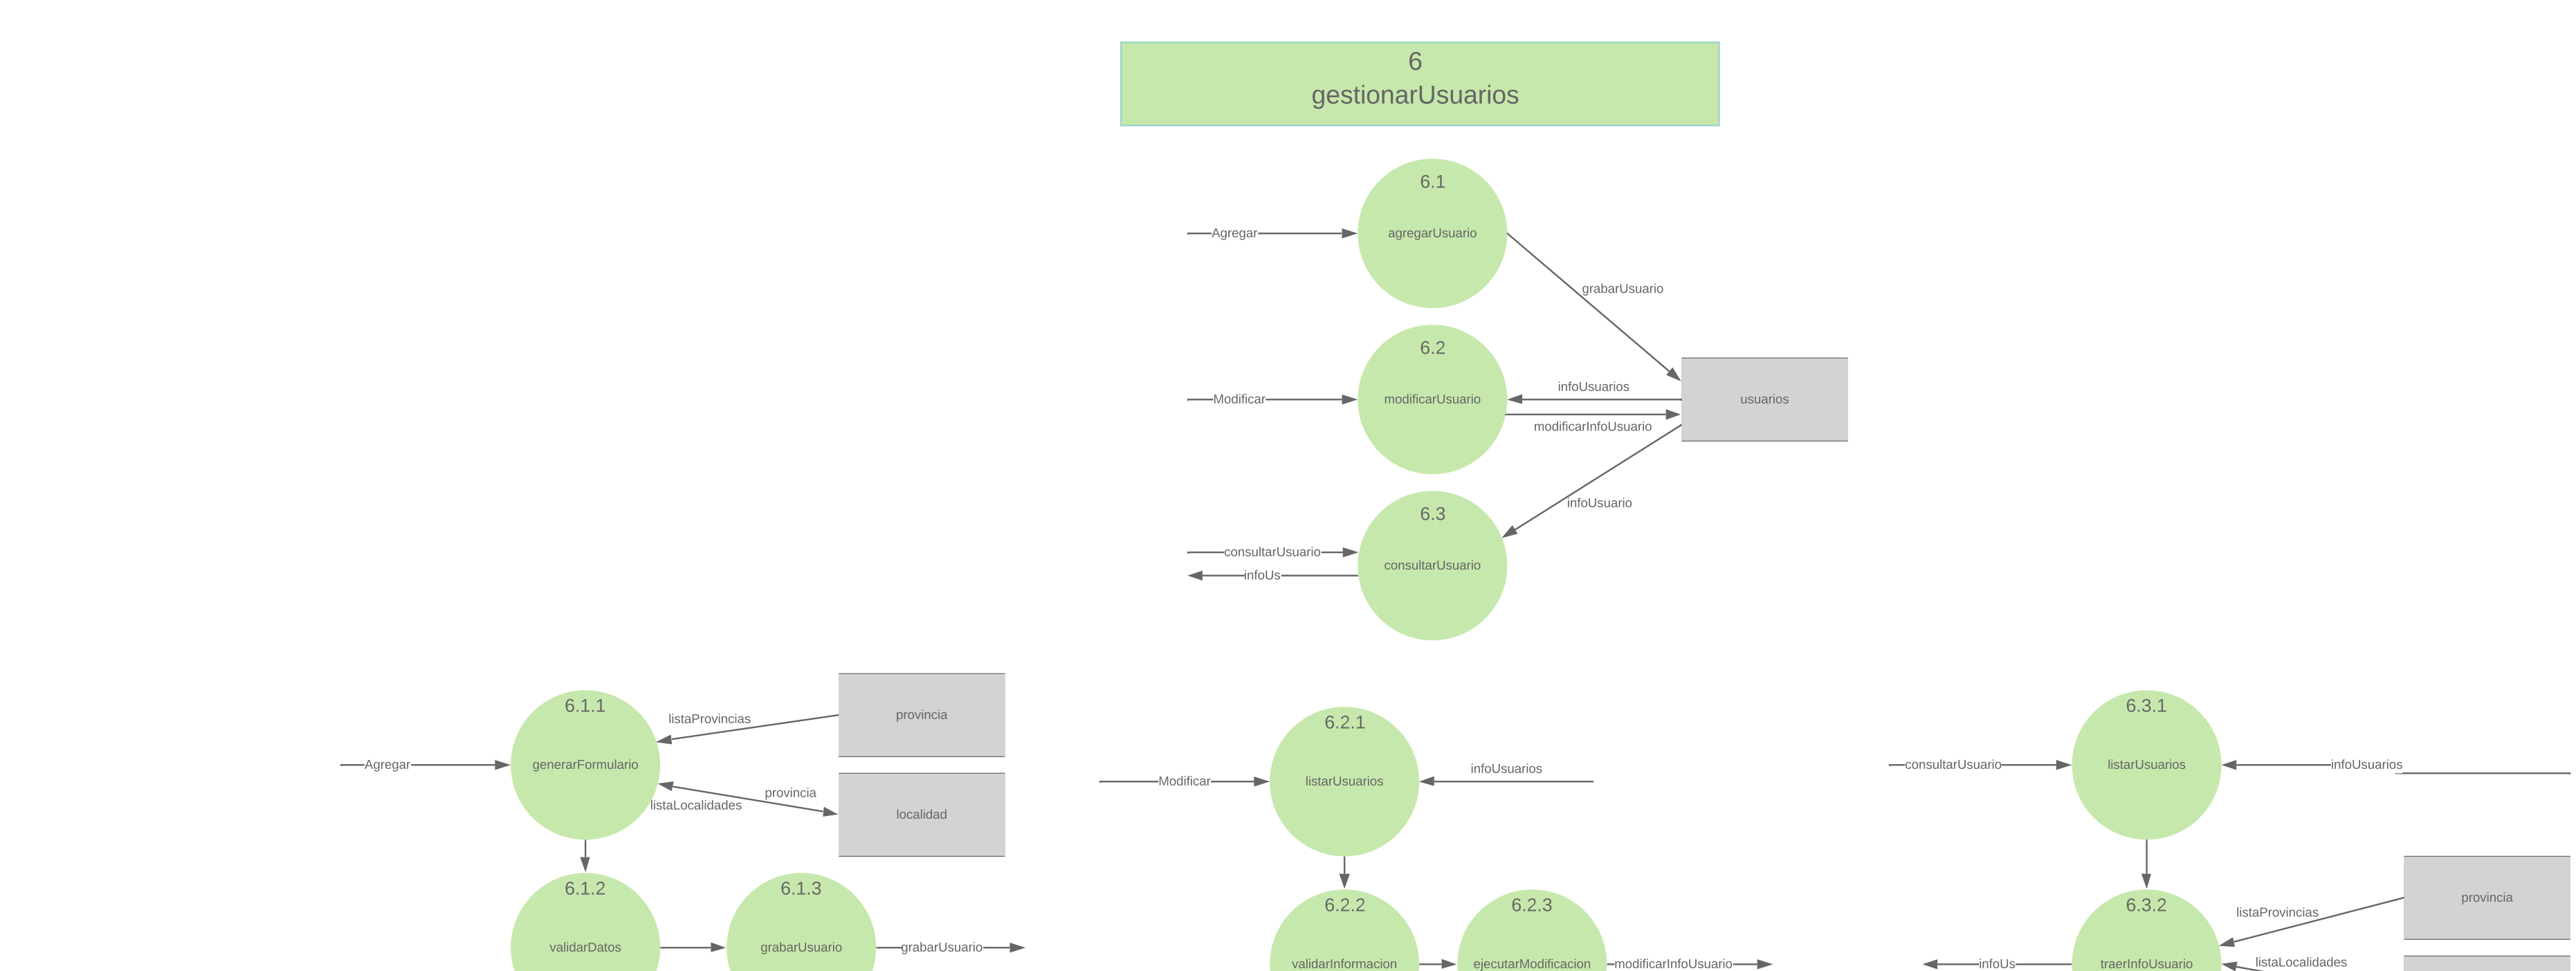 6
gestionarUsuarios
6.1
Agregar
agregarUsuario
grabarUsuario
6.2
infoUsuarios
Modificar
modificarUsuario
usuarios
modificarInfoUsuario
6.3
infoUsuario
consultarUsuario
consultarUsuario
infoUs
6.1.1
listaProvincias
provincia
Agregar
generarFormulario
provincia
listaLocalidades
localidad
6.1.2
6.1.3
validarDatos
grabarUsuario
grabarUsuario
6.2.1
infoUsuarios
Modificar
listarUsuarios
6.2.2
6.2.3
validarInformacion
ejecutarModificacion
modificarInfoUsuario
6.3.1
consultarUsuario
listarUsuarios
infoUsuarios
6.3.2
provincia
listaProvincias
infoUs
traerInfoUsuario
listaLocalidades